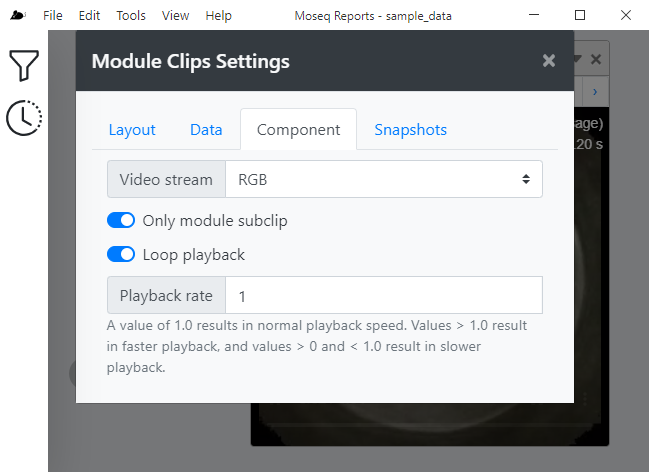 File Edit Tools View Help Moseq Reports - sample_data
Module Clips Settings
Layout Data Component Snapshots
Video stream RGB
Only module subclip
Loop playback
Playback rate 1
A value of 1.0 results in normal playback speed. Values > 1.0 result
in faster playback, and values > 0 and < 1.0 result in slower
playback.
age)
20 s